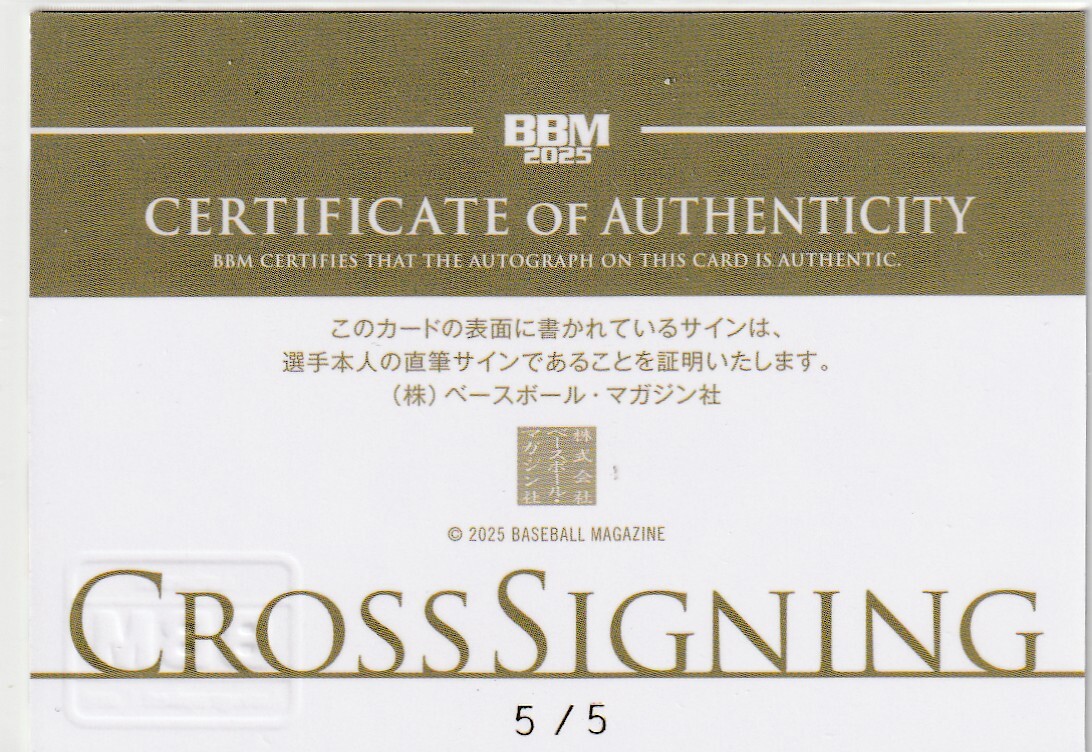 BBM
2025
CERTIFICATE OF AUTHENTICITY
BBM CERTIFIES THAT THE AUTOGRAPH ON THIS CARD IS AUTHENTIC.
このカードの表面に書かれているサインは、
選手本人の直筆サインであることを証明いたします。
（株）ベースボール・マガジン社
株式会社
ベースボール・
マガジン社
© 2025 BASEBALL MAGAZINE
CROSSSIGNING
5 / 5